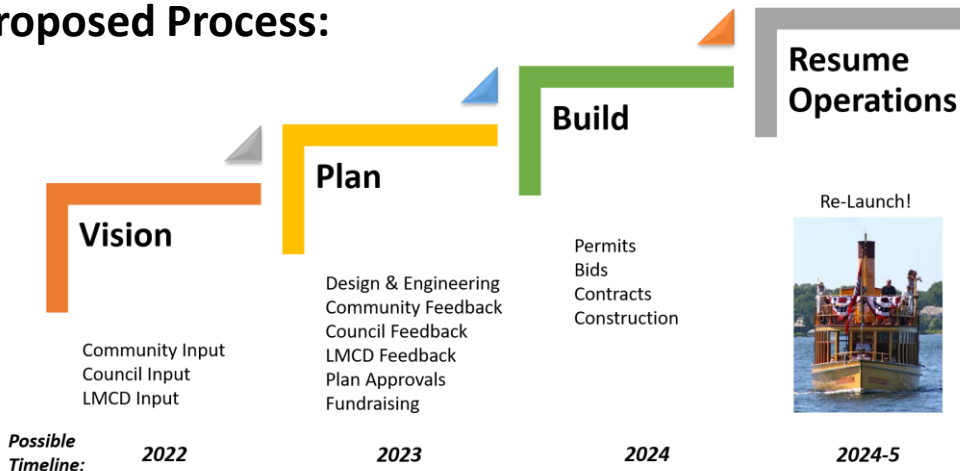 roposed Process:
Vision
Community Input
Council Input
LMCD Input
Plan
Design & Engineering
Community Feedback
Council Feedback
LMCD Feedback
Plan Approvals
Fundraising
Build
Permits
Bids
Contracts
Construction
Resume
Operations
Re-Launch!
Possible
Timeline:
2022
2023
2024
2024-5